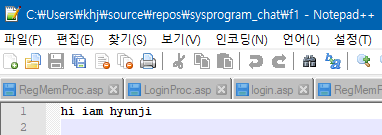 C:₩Users₩khj₩source₩repos₩sysprogram_chat₩f1 - Notepad++
파일(F) 편집(E) 찾기(S) 보기(V) 인코딩(N) 언어(L) 설정(T)
RegMemProc.asp LoginProc.asp login.asp RegMemP
1 hi iam hyunji
2